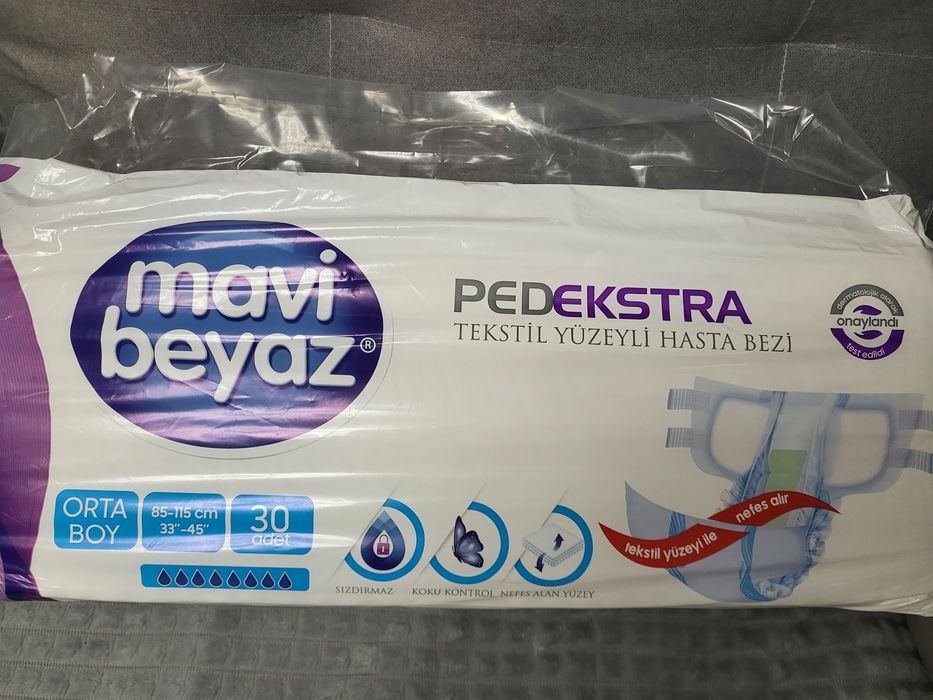 mavi
beyaz®
PEDEKSTRA
TEKSTİL YÜZEYLİ HASTA BEZİ
dermatolojik olarak
onaylandı
test edildi
ORTA
BOY
85-115 cm
33"-45"
30
adet
SIZDIRMAZ
KOKU KONTROL
NEFES ALAN YÜZEY
tekstil yüzeyi ile
nefes alır